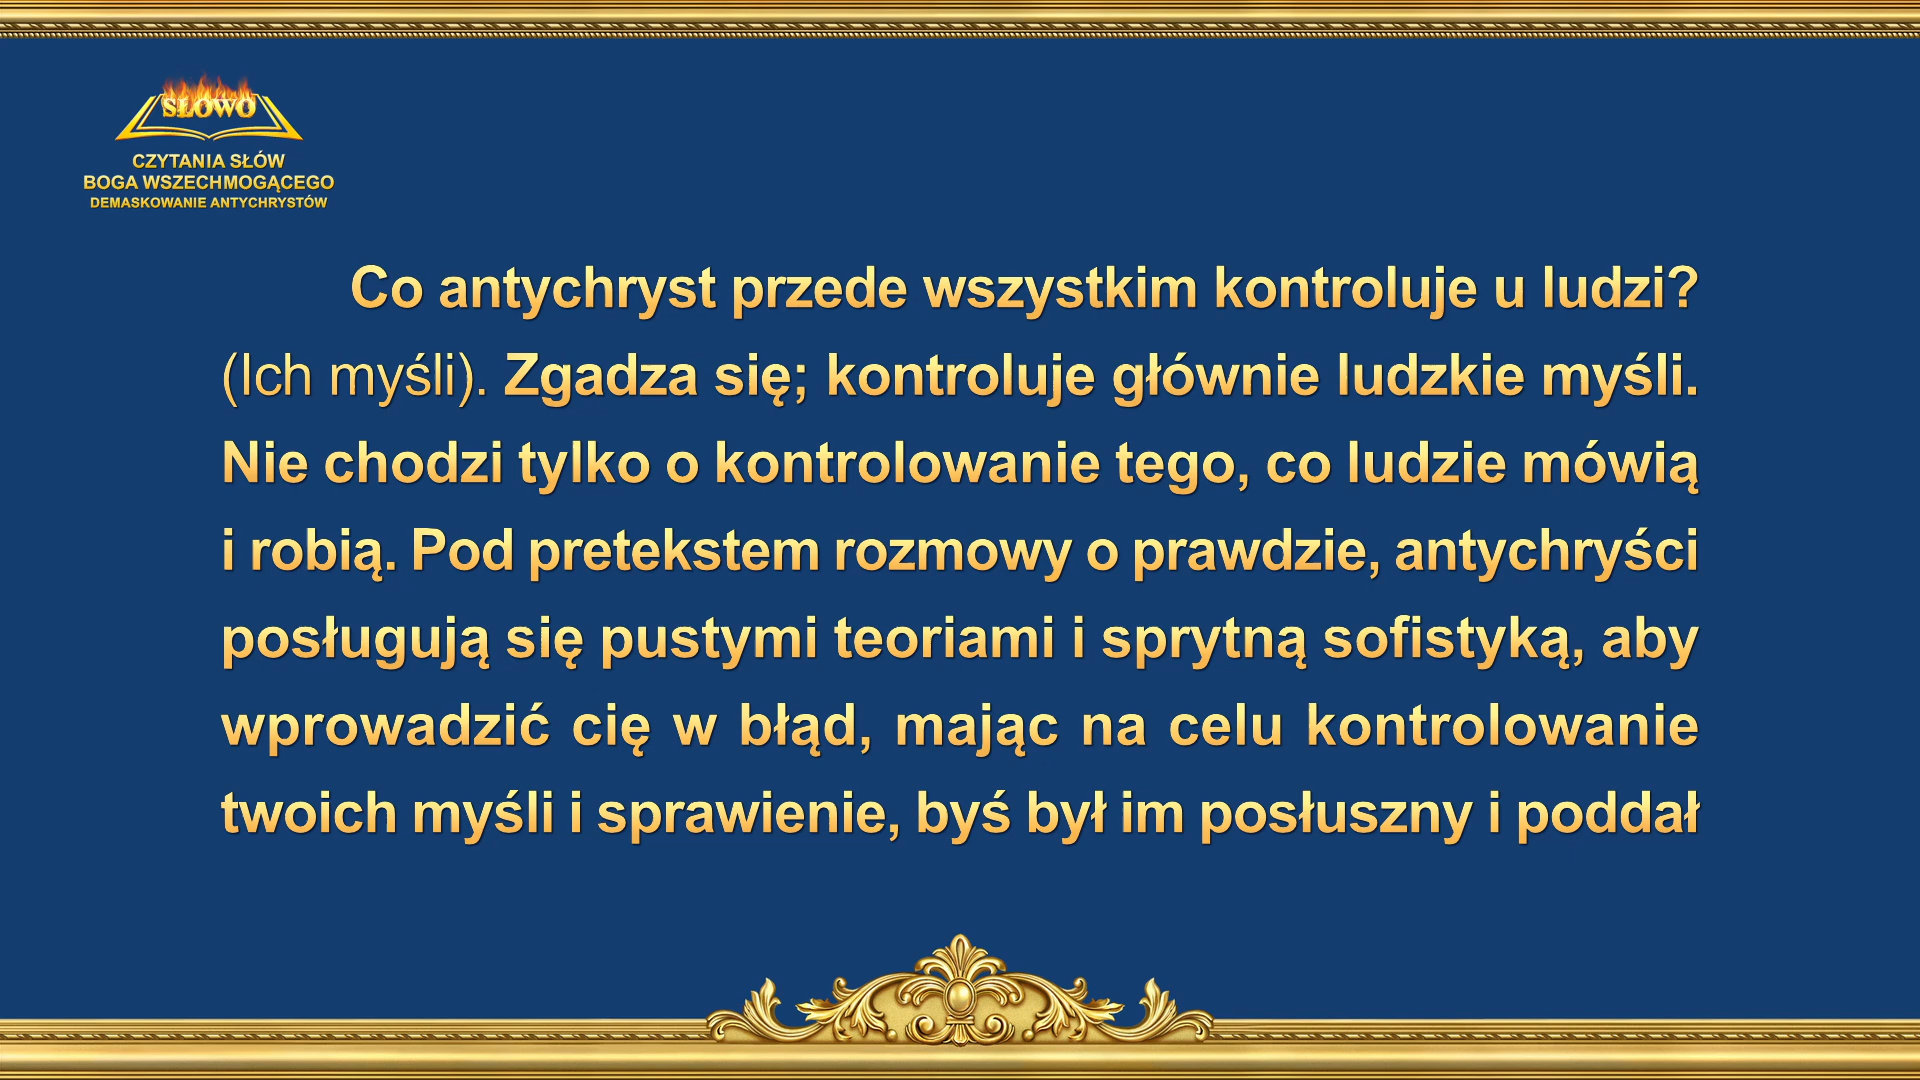 SŁOWO
CZYTANIA SŁÓW
BOGA WSZECHMOGĄCEGO
DEMASKOWANIE ANTYCHRYSTÓW
Co antychryst przede wszystkim kontroluje u ludzi?
(Ich myśli). Zgadza się; kontroluje głównie ludzkie myśli.
Nie chodzi tylko o kontrolowanie tego, co ludzie mówią
i robią. Pod pretekstem rozmowy o prawdzie, antychryści
posługują się pustymi teoriami i sprytną sofistyką, aby
wprowadzić cię w błąd, mając na celu kontrolowanie
twoich myśli i sprawienie, byś był im posłuszny i poddał